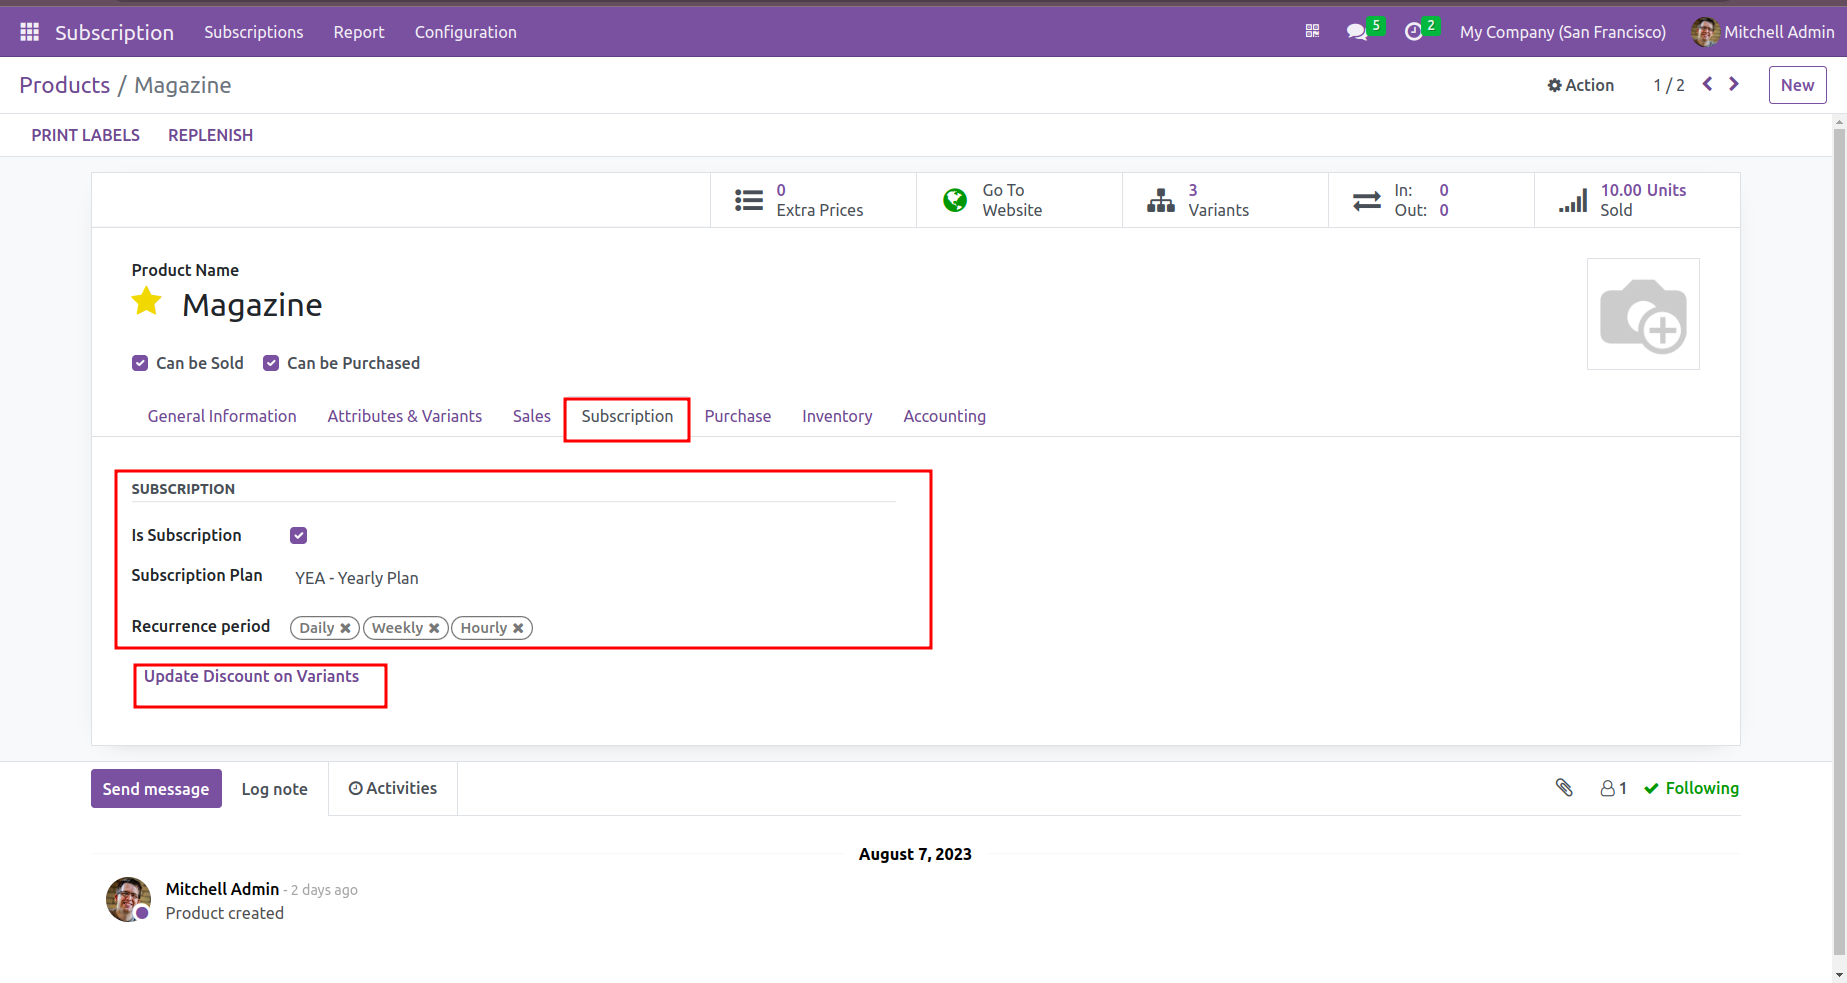 Subscription Subscriptions Report Configuration 5 2 My Company (San Francisco) Mitchell Admin
Products / Magazine Action 1 / 2 New
PRINT LABELS REPLENISH
0 Extra Prices
Go To Website
3 Variants
In: 0
Out: 0
10.00 Units Sold
Product Name
Magazine
Can be Sold Can be Purchased
General Information Attributes & Variants Sales Subscription Purchase Inventory Accounting
SUBSCRIPTION
Is Subscription
Subscription Plan YEA - Yearly Plan
Recurrence period Daily Weekly Hourly
Update Discount on Variants
Send message Log note Activities 1 Following
August 7, 2023
Mitchell Admin - 2 days ago
Product created